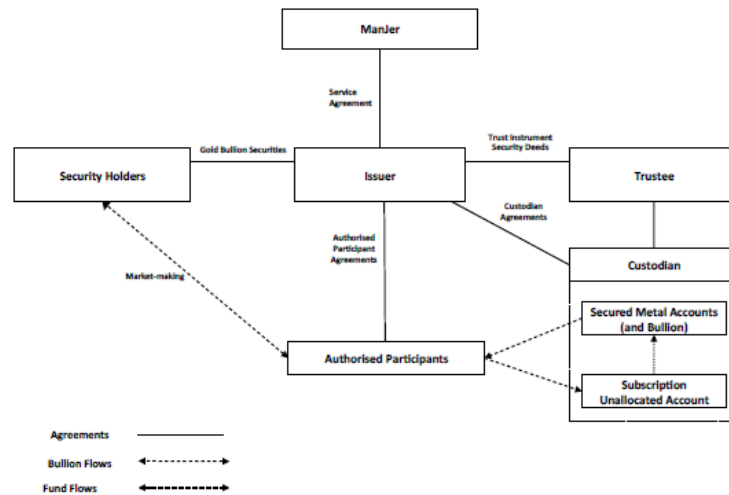 ManJer
Service
Agreement
Gold Bullion Securities
Trust Instrument
Security Deeds
Security Holders
Issuer
Trustee
Custodian
Agreements
Authorised
Participant
Agreements
Market-making
Custodian
Secured Metal Accounts
(and Bullion)
Authorised Participants
Subscription
Unallocated Account
Agreements
Bullion Flows
Fund Flows